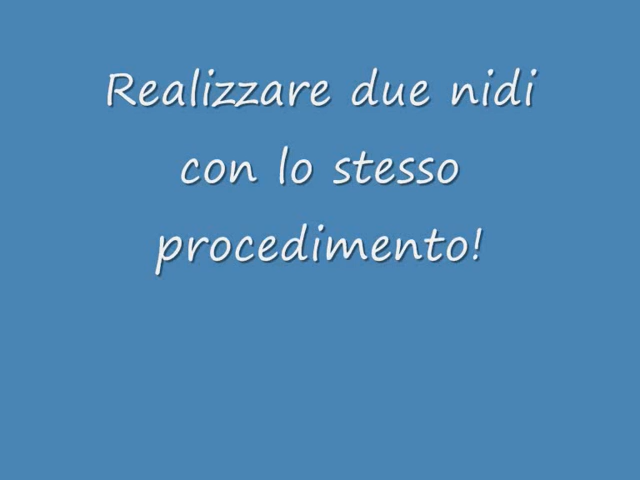 Realizzare due nidi
con lo stesso
procedimento!